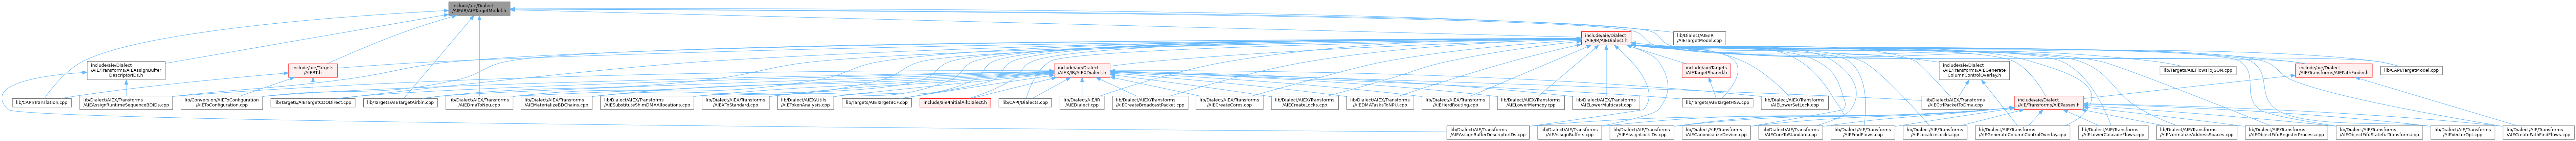 include/aie/Dialect
/AIE/IR/AIETargetModel.h
include/aie/Dialect
/AIE/IR/AIEDialect.h
lib/Dialect/AIE/IR
/AIETargetModel.cpp
include/aie/Dialect
/AIE/Transforms/AIEAssignBuffer
DescriptorIDs.h
include/aie/Targets
/AIERT.h
include/aie/Dialect
/AIEX/IR/AIEXDialect.h
include/aie/Targets
/AIETargetShared.h
include/aie/Dialect
/AIE/Transforms/AIEGenerate
ColumnControlOverlay.h
lib/Targets/AIEFlowsToJSON.cpp
include/aie/Dialect
/AIE/Transforms/AIEPathFinder.h
lib/CAPI/TargetModel.cpp
lib/CAPI/Translation.cpp
lib/Dialect/AIEX/Transforms
/AIEAssignRuntimeSequenceBDIDs.cpp
lib/Conversion/AIEToConfiguration
/AIEToConfiguration.cpp
lib/Targets/AIETargetCDODirect.cpp
lib/Targets/AIETargetAirbin.cpp
lib/Dialect/AIEX/Transforms
/AIEDmaToNpu.cpp
lib/Dialect/AIEX/Transforms
/AIEMaterializeBDChains.cpp
lib/Dialect/AIEX/Transforms
/AIESubstituteShimDMAAllocations.cpp
lib/Dialect/AIEX/Transforms
/AIEXToStandard.cpp
lib/Dialect/AIEX/Utils
/AIETokenAnalysis.cpp
lib/Targets/AIETargetBCF.cpp
include/aie/InitialAllDialect.h
lib/CAPI/Dialects.cpp
lib/Dialect/AIE/IR
/AIEDialect.cpp
lib/Dialect/AIEX/Transforms
/AIECreateBroadcastPacket.cpp
lib/Dialect/AIEX/Transforms
/AIECreateCores.cpp
lib/Dialect/AIEX/Transforms
/AIECreateLocks.cpp
lib/Dialect/AIEX/Transforms
/AIEDMATasksToNPU.cpp
lib/Dialect/AIEX/Transforms
/AIEHerdRouting.cpp
lib/Dialect/AIEX/Transforms
/AIELowerMemcpy.cpp
lib/Dialect/AIEX/Transforms
/AIELowerMulticast.cpp
lib/Targets/AIETargetHSA.cpp
lib/Dialect/AIEX/Transforms
/AIELowerSetLock.cpp
lib/Dialect/AIEX/Transforms
/AIECtrlPacketToDma.cpp
include/aie/Dialect
/AIE/Transforms/AIEPasses.h
lib/Dialect/AIE/Transforms
/AIEAssignBufferDescriptorIDs.cpp
lib/Dialect/AIE/Transforms
/AIEAssignBuffers.cpp
lib/Dialect/AIE/Transforms
/AIEAssignLockIDs.cpp
lib/Dialect/AIE/Transforms
/AIECanonicalizeDevice.cpp
lib/Dialect/AIE/Transforms
/AIECoreToStandard.cpp
lib/Dialect/AIE/Transforms
/AIEFindFlows.cpp
lib/Dialect/AIE/Transforms
/AIELocalizeLocks.cpp
lib/Dialect/AIE/Transforms
/AIEGenerateColumnControlOverlay.cpp
lib/Dialect/AIE/Transforms
/AIELowerCascadeFlows.cpp
lib/Dialect/AIE/Transforms
/AIENormalizeAddressSpaces.cpp
lib/Dialect/AIE/Transforms
/AIEObjectFifoRegisterProcess.cpp
lib/Dialect/AIE/Transforms
/AIEObjectFifoStatefulTransform.cpp
lib/Dialect/AIE/Transforms
/AIEVectorOpt.cpp
lib/Dialect/AIE/Transforms
/AIECreatePathFindFlows.cpp